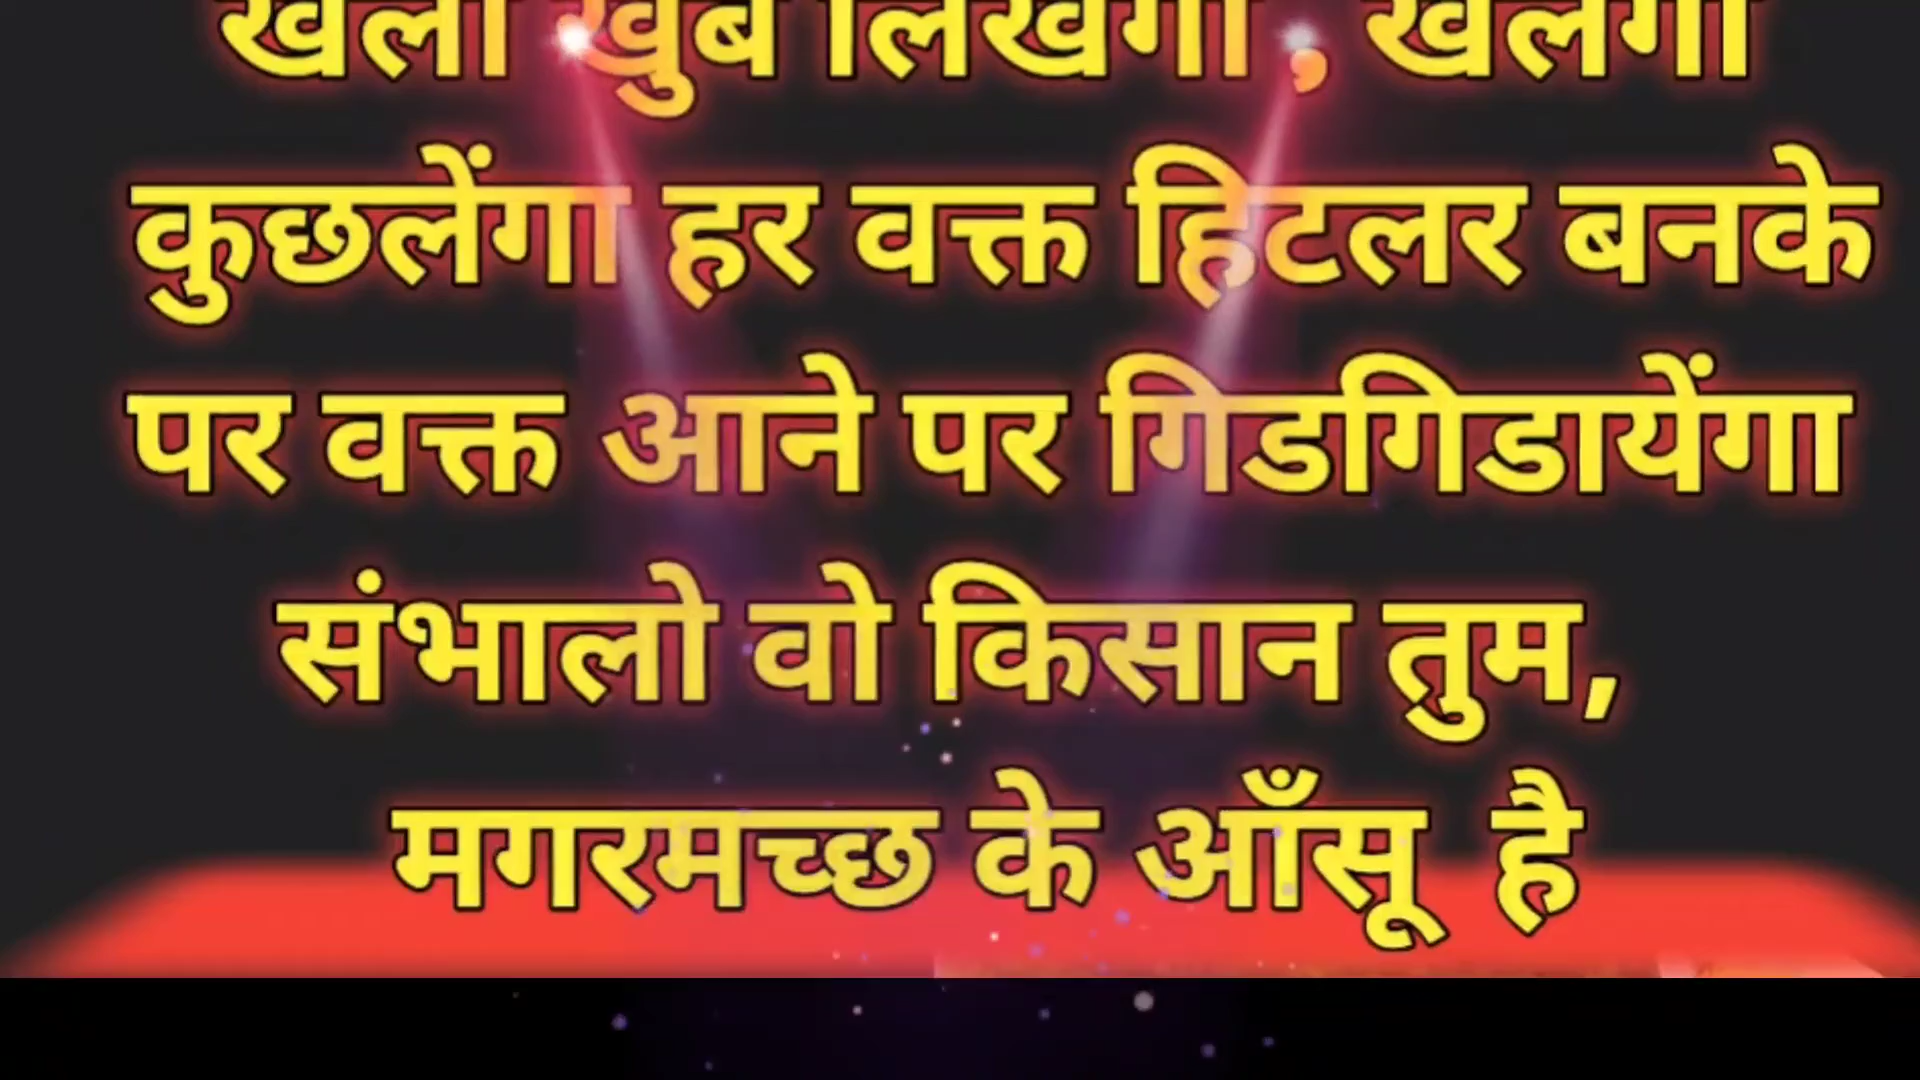 लिखेगा,
कुछलेंगा हर वक्त हिटलर बनके
पर वक्त आने पर गिडगिडायेंगा
संभालो वो किसान तुम,
मगरमच्छ के आँसू है